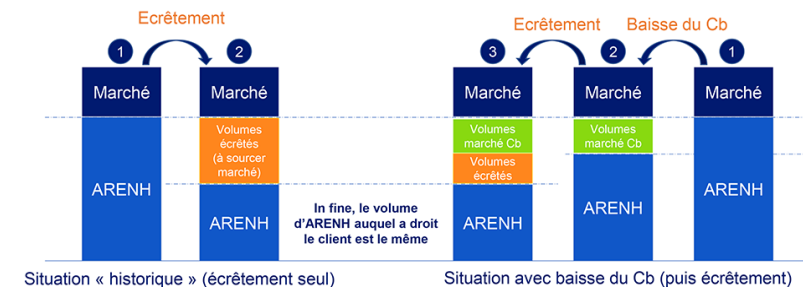 Ecrêtement
1
2
Marché
Marché
ARENH
Volumes
écrêtés
(à sourcer
marché)
ARENH
Situation « historique » (écrêtement seul)
In fine, le volume
d'ARENH auquel a droit
le client est le même
Ecrêtement
Baisse du Cb
3
2
1
Marché
Marché
Marché
Volumes
marché Cb
Volumes
écrêtés
ARENH
Volumes
marché Cb
ARENH
ARENH
Situation avec baisse du Cb (puis écrêtement)